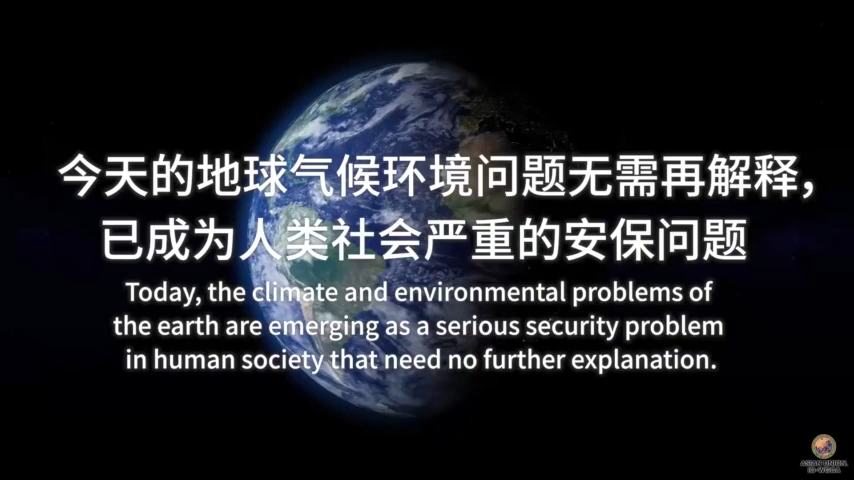 今天的地球气候环境问题无需再解释，
已成为人类社会严重的安保问题
Today, the climate and environmental problems of
the earth are emerging as a serious security problem
in human society that need no further explanation.
ASIAN UNION